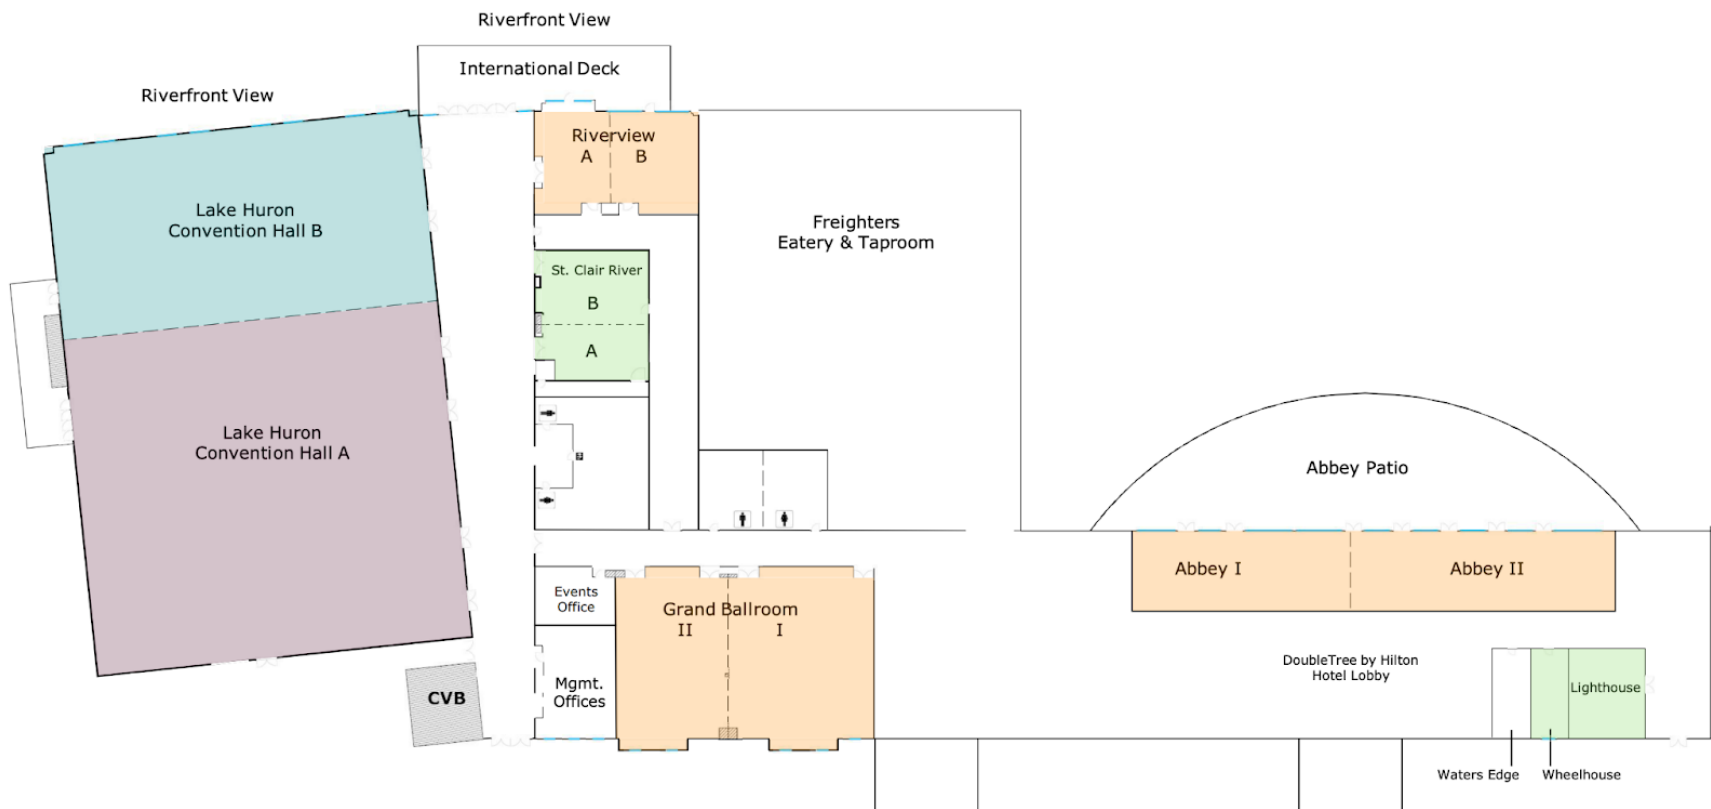 Riverfront View
International Deck
Riverfront View
Riverview
A B
Lake Huron
Convention Hall B
Freighters
Eatery & Taproom
St. Clair River
B
A
Lake Huron
Convention Hall A
Abbey Patio
Abbey I
Abbey II
Events
Office
Grand Ballroom
II I
DoubleTree by Hilton
Hotel Lobby
Lighthouse
Mgmt.
Offices
CVB
Waters Edge
Wheelhouse